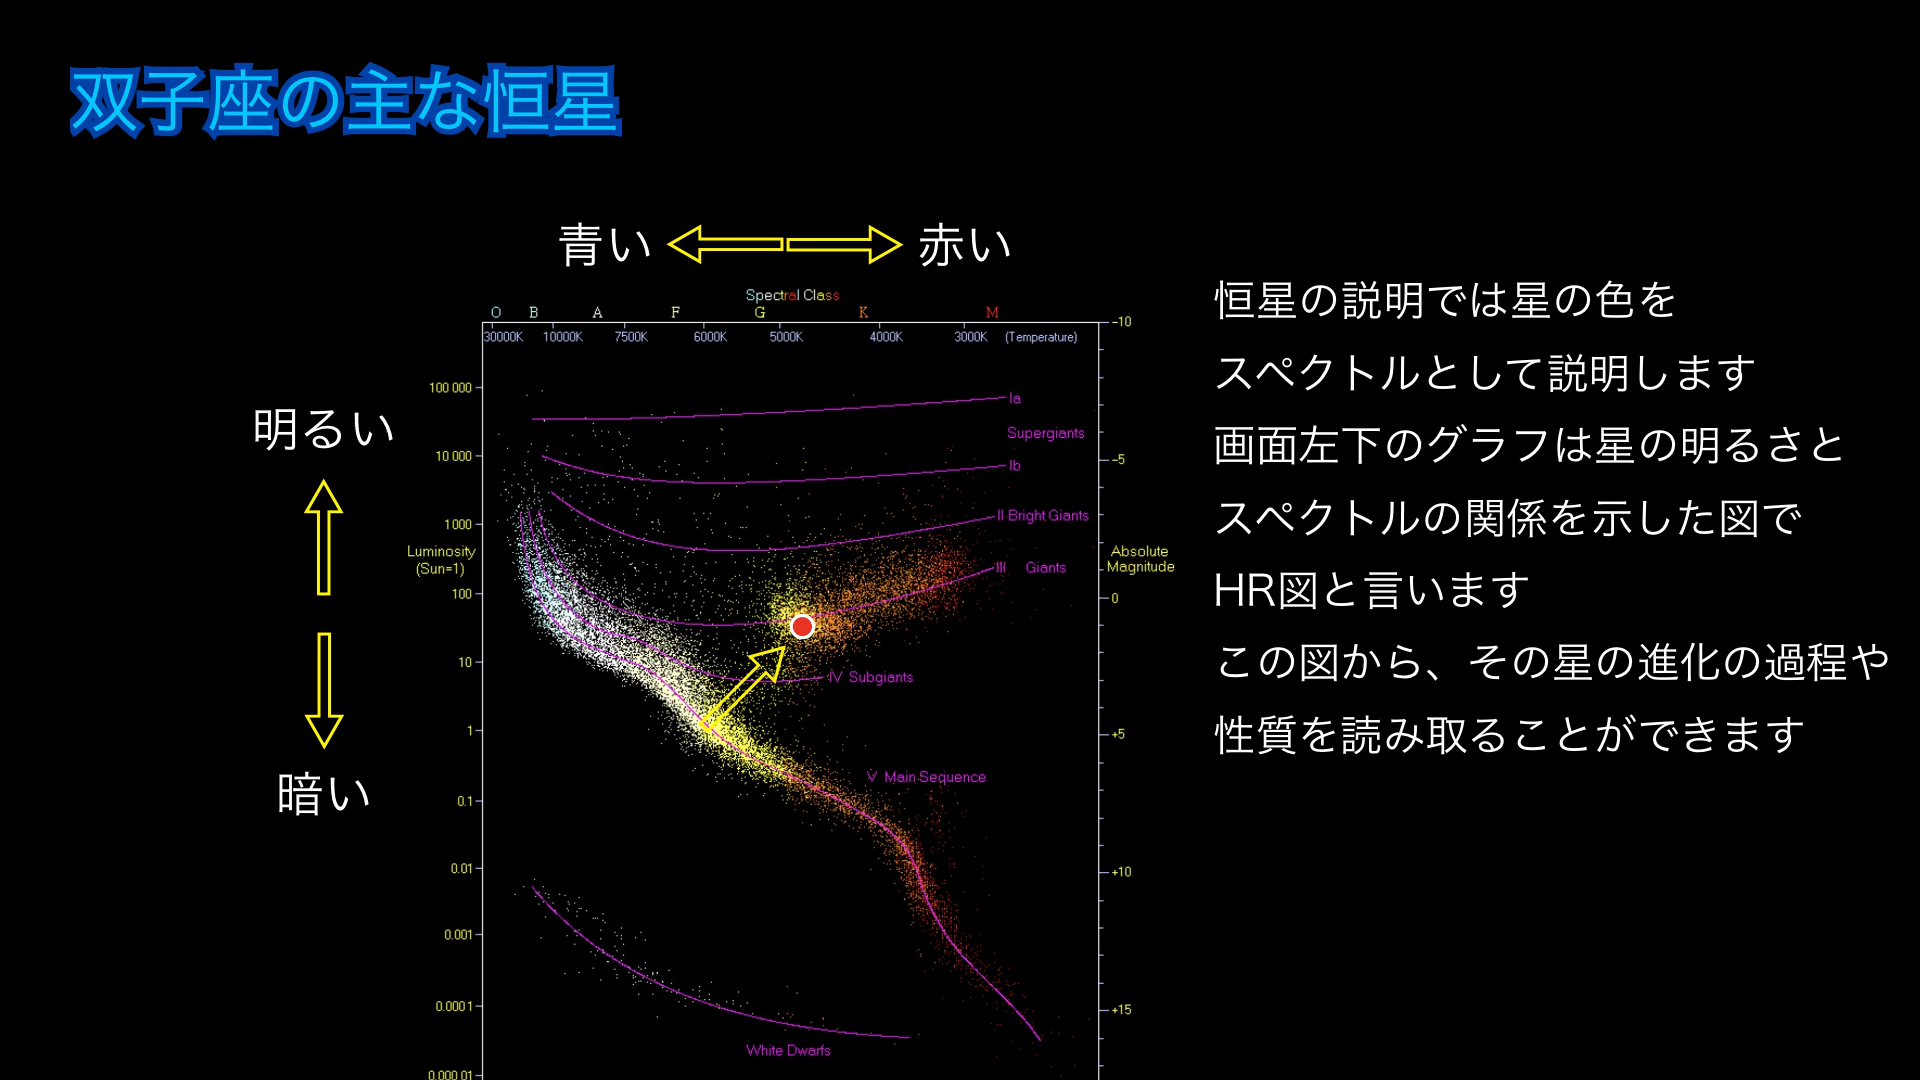 双子座の主な恒星
青い
赤い
Spectral Class
O B A F G K M
30000K 10000K 7500K 6000K 5000K 4000K 3000K (Temperature)
明るい
暗い
Luminosity
(Sun=1)
100 000
10 000
1 000
100
10
1
0.1
0.01
0.001
0.0001
0.000 01
Ia
Supergiants
Ib
II Bright Giants
III Giants
IV Subgiants
V Main Sequence
White Dwarfs
-10
-5
Absolute
Magnitude
0
+5
+10
+15
恒星の説明では星の色を
スペクトルとして説明します
画面左下のグラフは星の明るさと
スペクトルの関係を示した図で
HR図と言います
この図から、その星の進化の過程や
性質を読み取ることができます